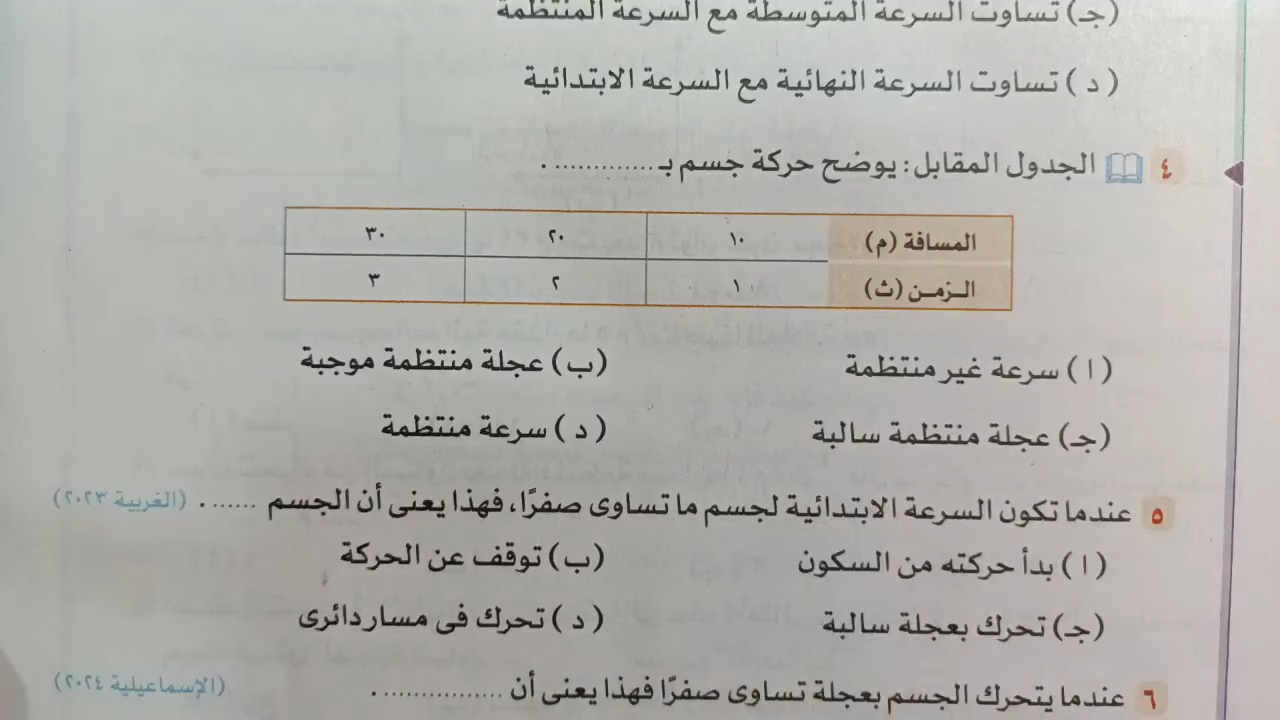 (جـ) تساوت السرعة المتوسطة مع السرعة المنتظمة
(د) تساوت السرعة النهائية مع السرعة الابتدائية
٤ الجدول المقابل: يوضح حركة جسم بـ ..............
المسافة (م) ١٠ ٢٠ ٣٠
الـزمـن (ث) ١ ٢ ٣
(١) سرعة غير منتظمة (ب) عجلة منتظمة موجبة
(جـ) عجلة منتظمة سالبة (د) سرعة منتظمة
٥ عندما تكون السرعة الابتدائية لجسم ما تساوى صفرًا، فهذا يعنى أن الجسم ........ (الغربية ٢٠٢٣)
(١) بدأ حركته من السكون (ب) توقف عن الحركة
(جـ) تحرك بعجلة سالبة (د) تحرك فى مسار دائرى
٦ عندما يتحرك الجسم بعجلة تساوى صفرًا فهذا يعنى أن ................. (الإسماعيلية ٢٠٢٤)